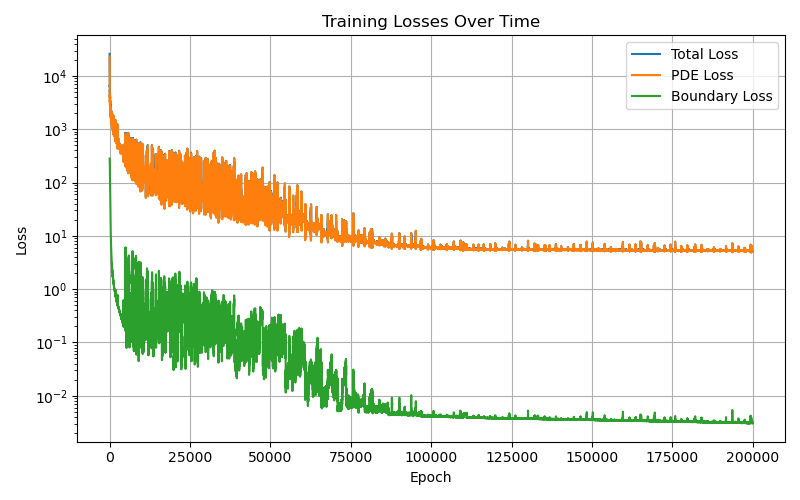 Training Losses Over Time
Total Loss
PDE Loss
Boundary Loss
Loss
10^4
10^3
10^2
10^1
10^0
10^-1
10^-2
0 25000 50000 75000 100000 125000 150000 175000 200000
Epoch